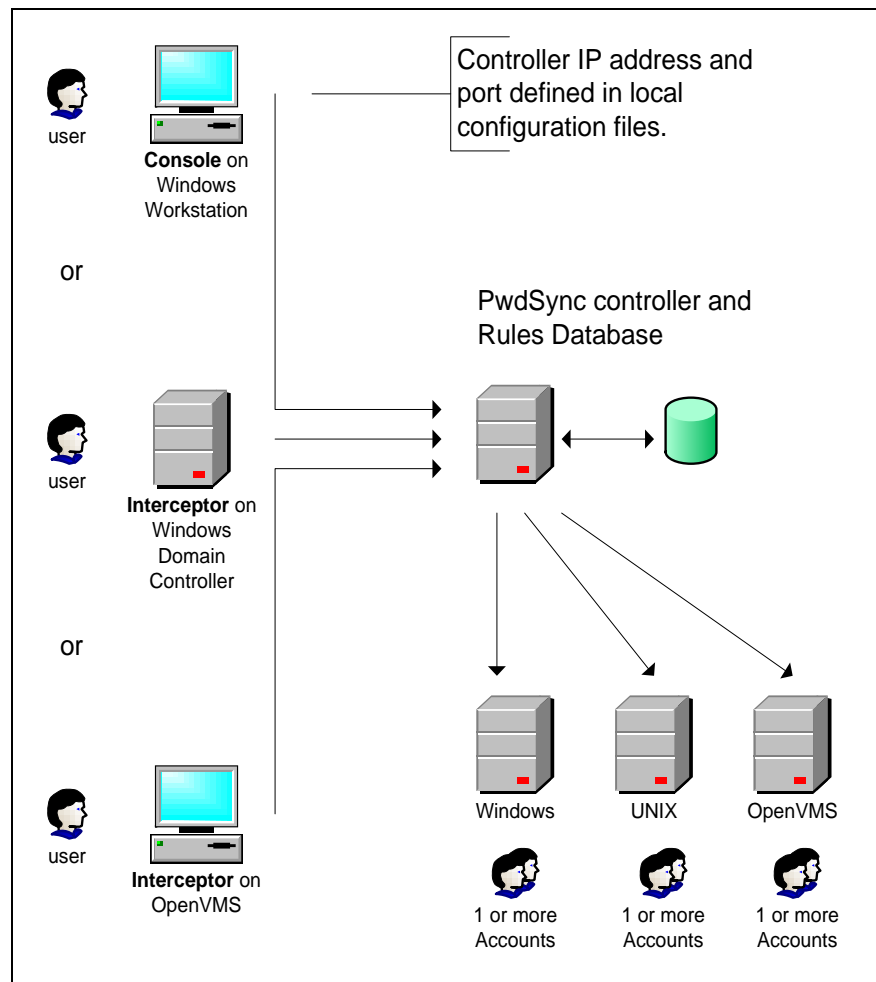 Controller IP address and
port defined in local
configuration files.
user
Console on
Windows
Workstation
or
PwdSync controller and
Rules Database
user
Interceptor on
Windows
Domain
Controller
or
user
Interceptor on
OpenVMS
Windows
UNIX
OpenVMS
1 or more
Accounts
1 or more
Accounts
1 or more
Accounts